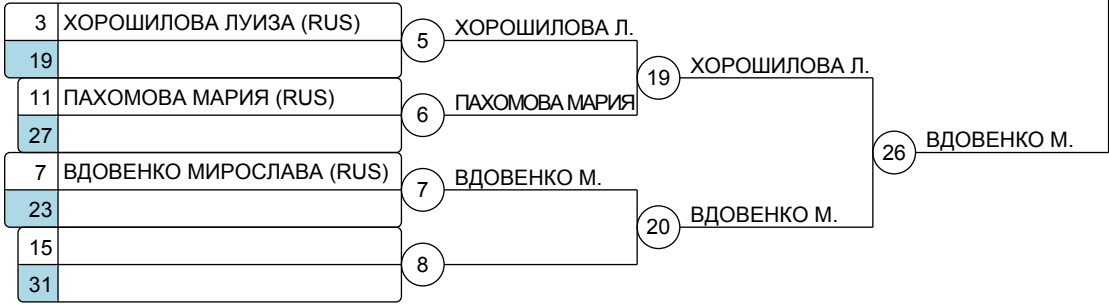 3 ХОРОШИЛОВА ЛУИЗА (RUS)
19
5 ХОРОШИЛОВА Л.
11 ПАХОМОВА МАРИЯ (RUS)
27
6 ПАХОМОВА МАРИЯ
19 ХОРОШИЛОВА Л.
7 ВДОВЕНКО МИРОСЛАВА (RUS)
23
7 ВДОВЕНКО М.
15
31
8
20 ВДОВЕНКО М.
26 ВДОВЕНКО М.